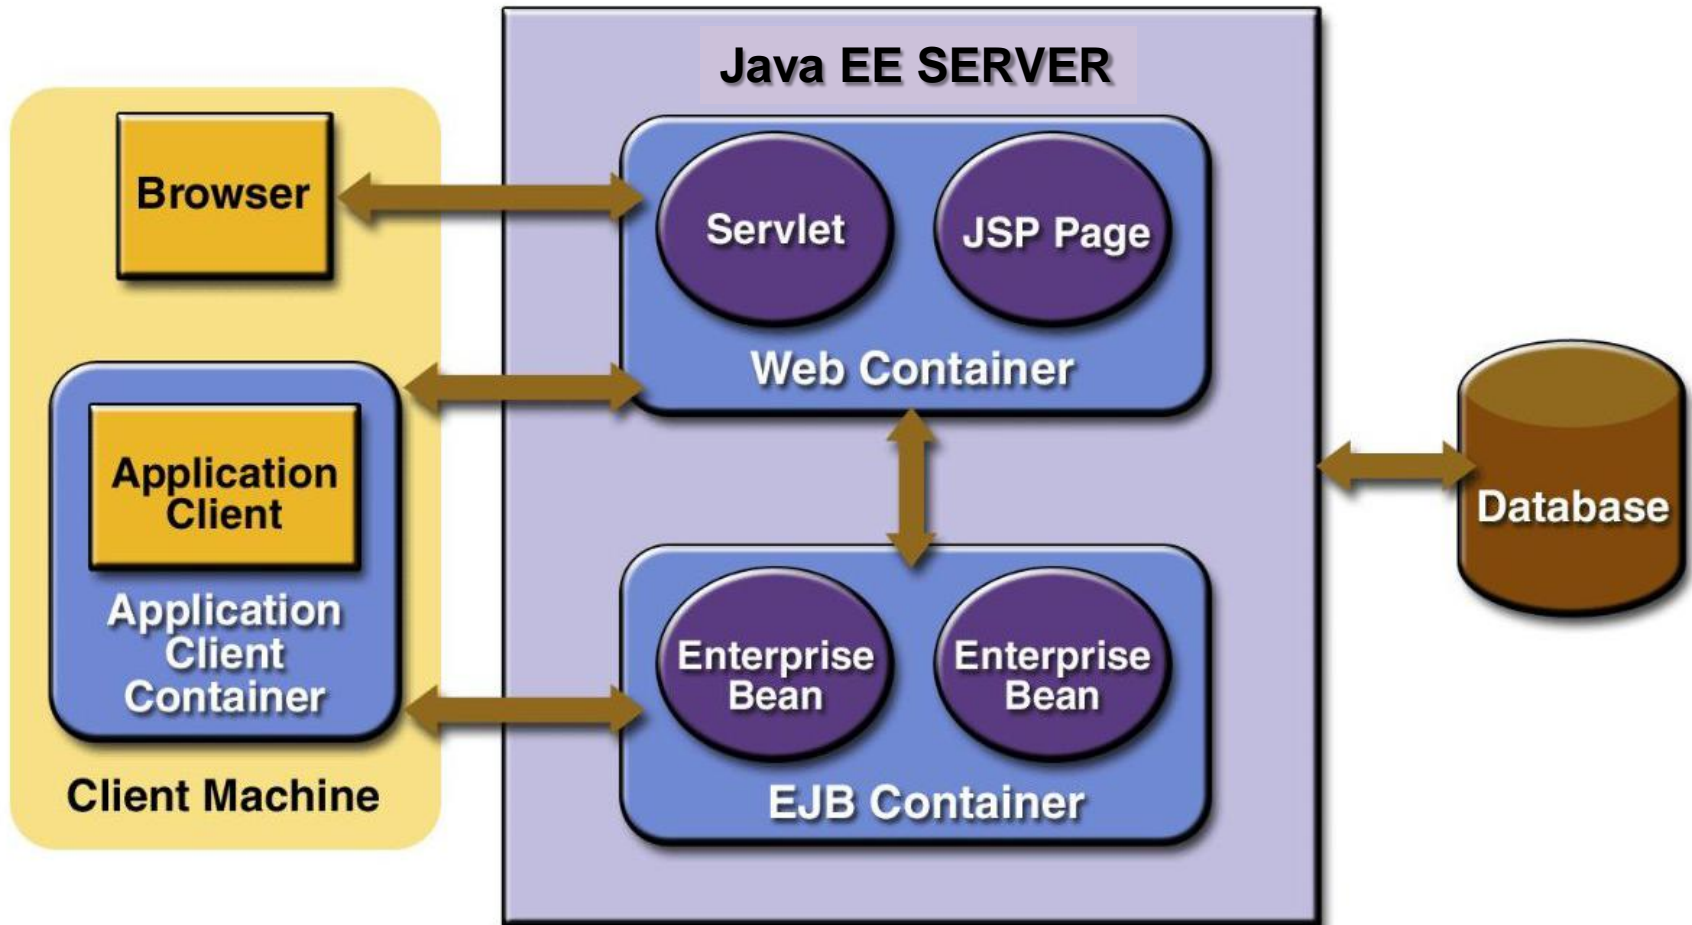 Java EE SERVER
Browser
Servlet
JSP Page
Web Container
Application
Client
Application
Client
Container
Client Machine
Enterprise
Bean
Enterprise
Bean
EJB Container
Database